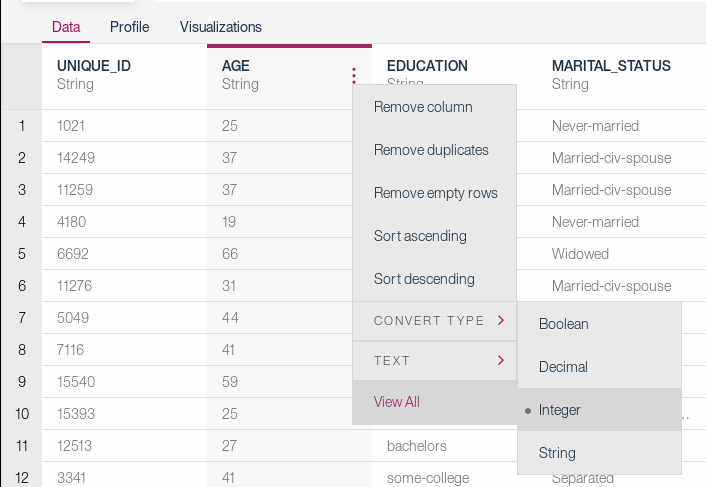 Data Profile Visualizations
UNIQUE_ID AGE EDUCATION MARITAL_STATUS
String String String String
1 1021 25 Never-married
2 14249 37 Married-civ-spouse
3 11259 37 Married-civ-spouse
4 4180 19 Never-married
5 6692 66 Widowed
6 11276 31 Married-civ-spouse
7 5049 44
8 7116 41
9 15540 59
10 15393 25 ..
11 12513 27 bachelors
12 3341 41 some-college Separated
Remove column
Remove duplicates
Remove empty rows
Sort ascending
Sort descending
CONVERT TYPE
TEXT
View All
Boolean
Decimal
Integer
String